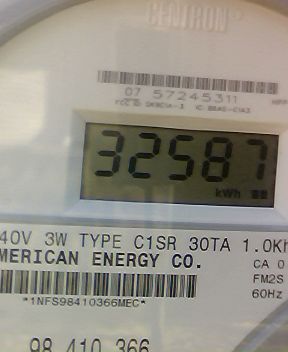 CENTRON®
07 57245311
32587
kWh
40V 3W TYPE C1SR 30TA 1.0Kh
MERICAN ENERGY CO.
CA 0
FM2S
*1NFS98410366MEC*
60Hz
98 410 366